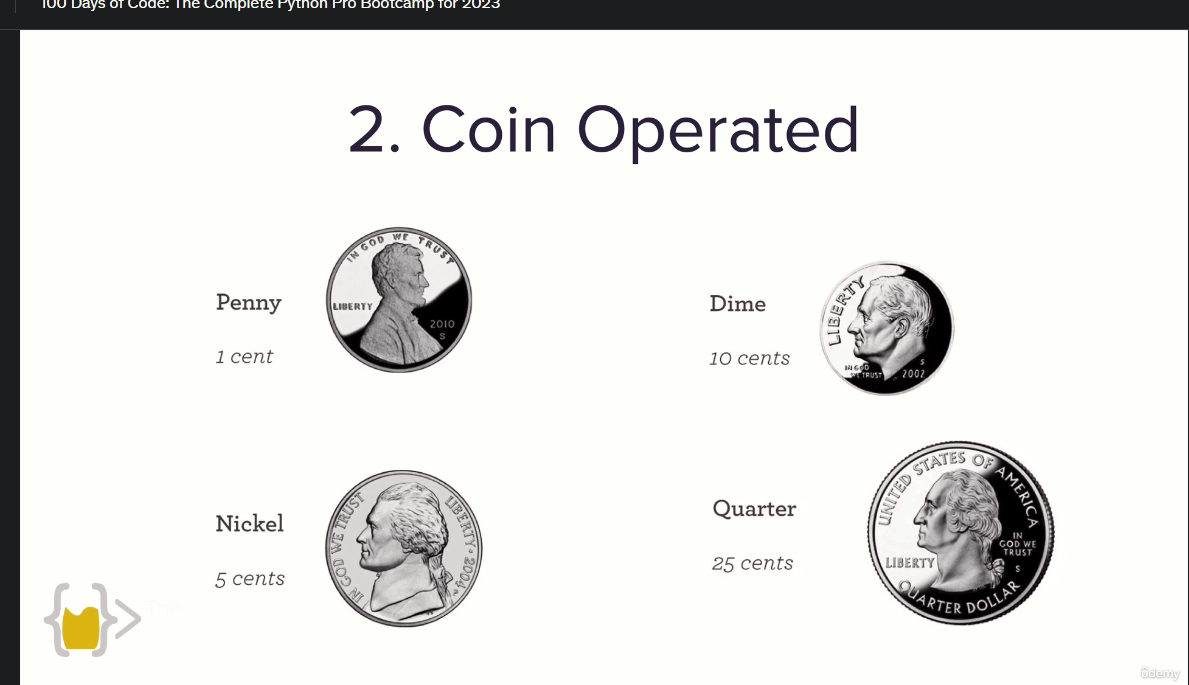 100 Days of Code: The Complete Python Pro Bootcamp for 2023
2. Coin Operated
Penny
1 cent
IN GOD WE TRUST
LIBERTY
2010
S
Dime
10 cents
LIBERTY
IN GOD
WE TRUST
S
2002
Nickel
5 cents
IN GOD WE TRUST
LIBERTY
2004
Quarter
25 cents
UNITED STATES OF AMERICA
IN
GOD WE
TRUST
S
LIBERTY
QUARTER DOLLAR
{ }>
ûdemy